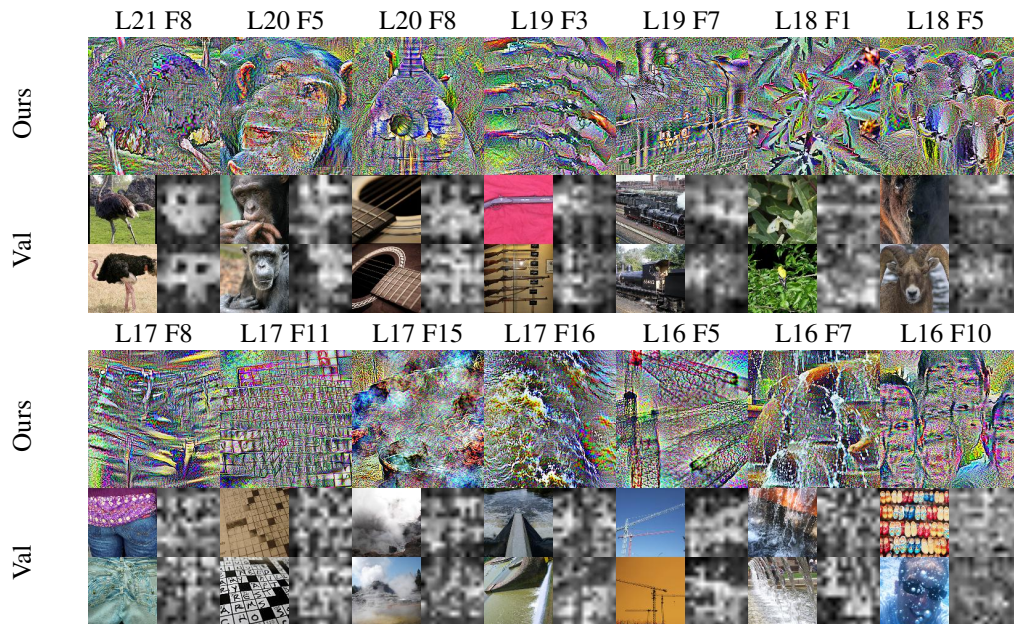 L21 F8 L20 F5 L20 F8 L19 F3 L19 F7 L18 F1 L18 F5
Ours
Val
L17 F8 L17 F11 L17 F15 L17 F16 L16 F5 L16 F7 L16 F10
Ours
Val